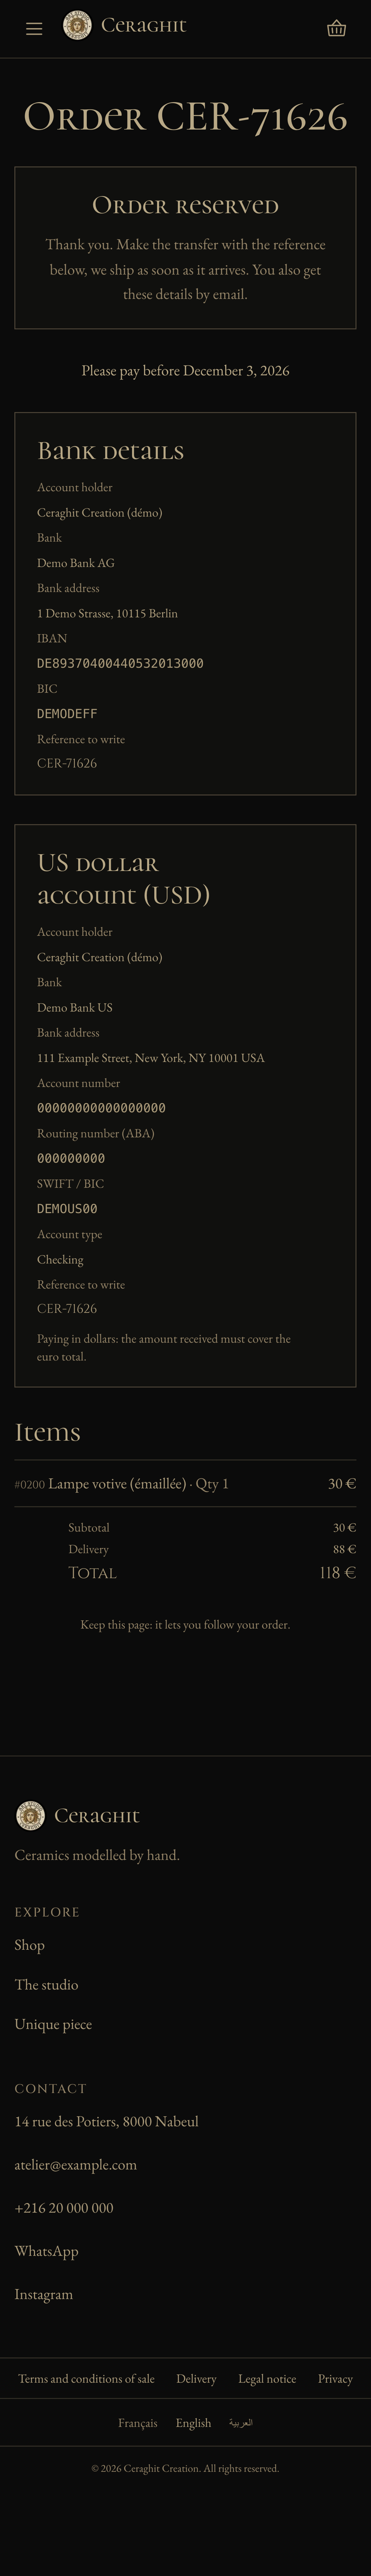 Ceraghit
Order CER-71626
Order reserved
Thank you. Make the transfer with the reference
below, we ship as soon as it arrives. You also get
these details by email.
Please pay before December 3, 2026
Bank details
Account holder
Ceraghit Creation (démo)
Bank
Demo Bank AG
Bank address
1 Demo Strasse, 10115 Berlin
IBAN
DE89370400440532013000
BIC
DEMODEFF
Reference to write
CER-71626
US dollar
account (USD)
Account holder
Ceraghit Creation (démo)
Bank
Demo Bank US
Bank address
111 Example Street, New York, NY 10001 USA
Account number
00000000000000000
Routing number (ABA)
000000000
SWIFT / BIC
DEMOUS00
Account type
Checking
Reference to write
CER-71626
Paying in dollars: the amount received must cover the
euro total.
Items
#0200 Lampe votive (émaillée) · Qty 1 30 €
Subtotal 30 €
Delivery 88 €
Total 118 €
Keep this page: it lets you follow your order.
Ceraghit
Ceramics modelled by hand.
EXPLORE
Shop
The studio
Unique piece
CONTACT
14 rue des Potiers, 8000 Nabeul
atelier@example.com
+216 20 000 000
WhatsApp
Instagram
Terms and conditions of sale Delivery Legal notice Privacy
Français English العربية
© 2026 Ceraghit Creation. All rights reserved.